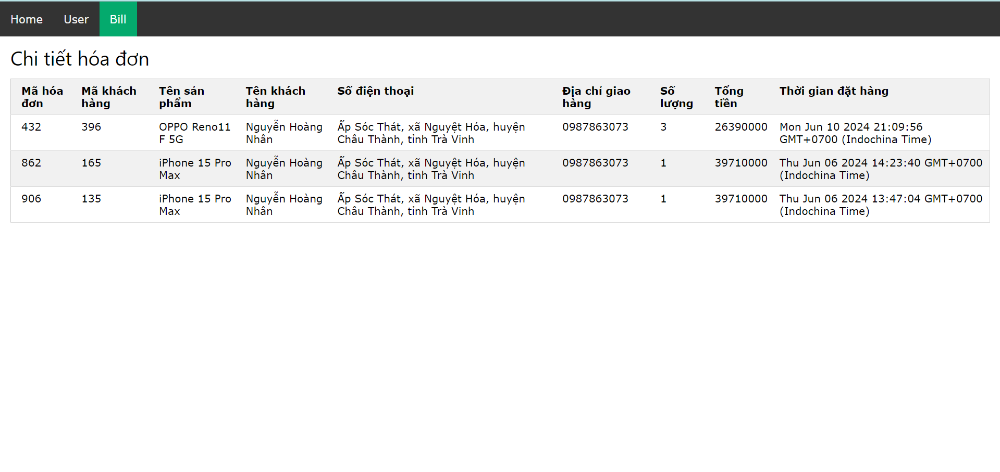 Home User Bill
Chi tiết hóa đơn
Mã hóa đơn Mã khách hàng Tên sản phẩm Tên khách hàng Số điện thoại Địa chỉ giao hàng Số lượng Tổng tiền Thời gian đặt hàng
432 396 OPPO Reno11 F 5G Nguyễn Hoàng Nhân Ấp Sóc Thát, xã Nguyệt Hóa, huyện Châu Thành, tỉnh Trà Vinh 0987863073 3 26390000 Mon Jun 10 2024 21:09:56 GMT+0700 (Indochina Time)
862 165 iPhone 15 Pro Max Nguyễn Hoàng Nhân Ấp Sóc Thát, xã Nguyệt Hóa, huyện Châu Thành, tỉnh Trà Vinh 0987863073 1 39710000 Thu Jun 06 2024 14:23:40 GMT+0700 (Indochina Time)
906 135 iPhone 15 Pro Max Nguyễn Hoàng Nhân Ấp Sóc Thát, xã Nguyệt Hóa, huyện Châu Thành, tỉnh Trà Vinh 0987863073 1 39710000 Thu Jun 06 2024 13:47:04 GMT+0700 (Indochina Time)